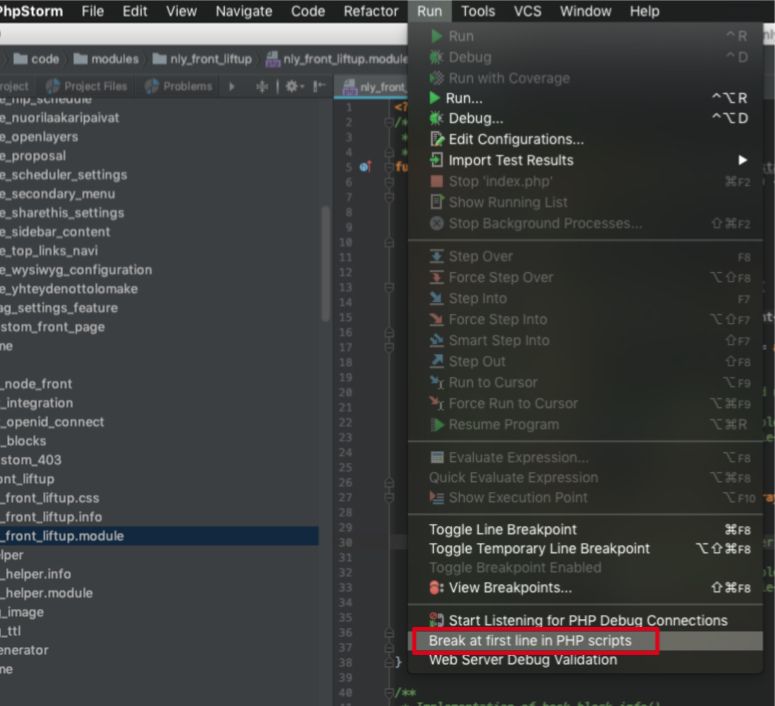 PhpStorm File Edit View Navigate Code Refactor Run Tools VCS Window Help
code modules nly_front_liftup nly_front_liftup.module
Project Files Problems
nly_front_
e_nuorilaakaripaivat
e_openlayers
e_proposal
e_scheduler_settings
e_secondary_menu
e_sharethis_settings
e_sidebar_content
e_top_links_navi
e_wysiwyg_configuration
e_yhteydenottolomake
ag_settings_feature
stom_front_page
me
_node_front
_integration
_openid_connect
_blocks
stom_403
ont_liftup
_front_liftup.css
_front_liftup.info
_front_liftup.module
elper
_helper.info
_helper.module
g_image
g_ttl
enerator
me
1 <?
2 /*
3 *
4 *
5 fu
6
7
8
9
10
11
12
13
14
15
16
17
18
19
20
21
22
23
24
25
26
27
28
29
30
31
32
33
34
35
36
37
38 }
39
40 /**
Run ^R
Debug ^D
Run with Coverage
Run... ^⌥R
Debug... ^⌥D
Edit Configurations...
Import Test Results
Stop 'index.php' ⌘F2
Show Running List
Stop Background Processes... ⇧⌘F2
Step Over F8
Force Step Over ⌥⇧F8
Step Into F7
Force Step Into ⌥⇧F7
Smart Step Into ⇧F7
Step Out ⇧F8
Run to Cursor ⌥F9
Force Run to Cursor ⌥⌘F9
Resume Program ⌥⌘R
Evaluate Expression... ⌥F8
Quick Evaluate Expression ⌥⌘F8
Show Execution Point ⌥F10
Toggle Line Breakpoint ⌘F8
Toggle Temporary Line Breakpoint ⌥⇧⌘F8
Toggle Breakpoint Enabled
View Breakpoints... ⇧⌘F8
Start Listening for PHP Debug Connections
Break at first line in PHP scripts
Web Server Debug Validation